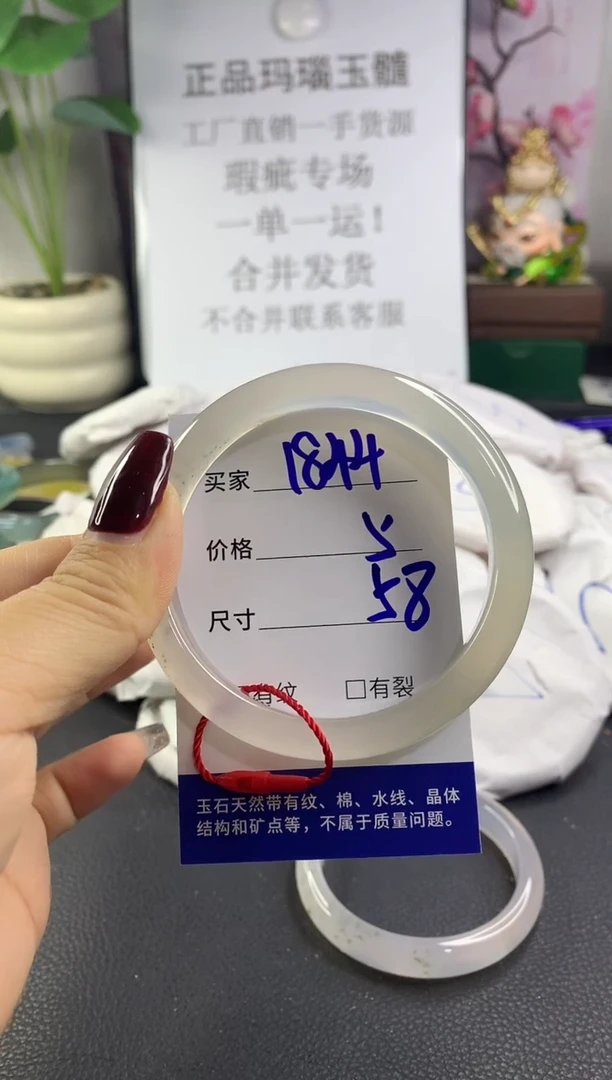 正品玛瑙玉髓
工厂直销一手货源
瑕疵专场
一单一运！
合并发货
不合并联系客服
买家 1844
价格
尺寸 58
有纹 □有裂
玉石天然带有纹、棉、水线、晶体
结构和矿点等，不属于质量问题。